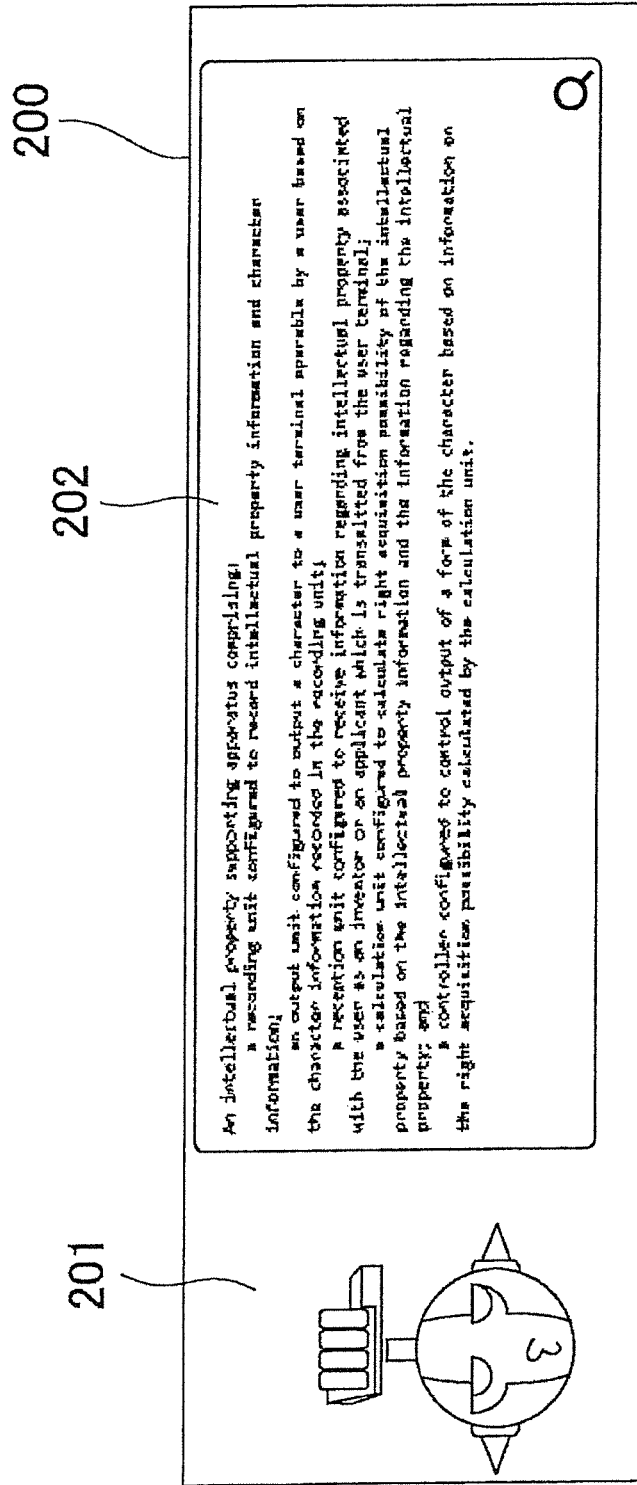 200
202
201
An intellectual property supporting apparatus comprising:
a recording unit configured to record intellectual property information and character
information;
an output unit configured to output a character to a user terminal operable by a user based on
the character information recorded in the recording unit;
a reception unit configured to receive information regarding intellectual property associated
with the user as an inventor or an applicant which is transmitted from the user terminal;
a calculation unit configured to calculate right acquisition possibility of the intellectual
property based on the intellectual property information and the information regarding the intellectual
property; and
a controller configured to control output of a form of the character based on information on
the right acquisition possibility calculated by the calculation unit.
3